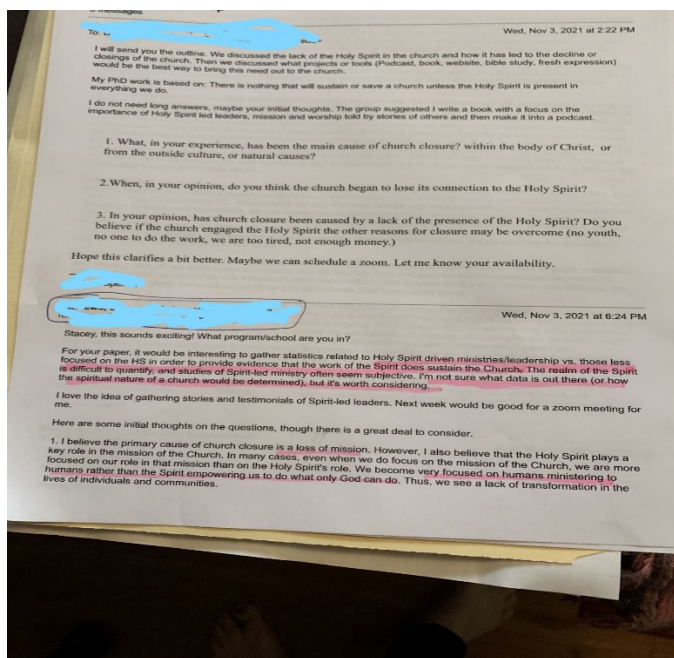 messages
Wed, Nov 3, 2021 at 2:22 PM
To:
I will send you the outline. We discussed the lack of the Holy Spirit in the church and how it has led to the decline or
closings of the church. Then we discussed what projects or tools (Podcast, book, website, bible study, fresh expression)
would be the best way to bring this need out to the church.
My PhD work is based on: There is nothing that will sustain or save a church unless the Holy Spirit is present in
everything we do.
I do not need long answers, maybe your initial thoughts. The group suggested I write a book with a focus on the
importance of Holy Spirit led leaders, mission and worship told by stories of others and then make it into a podcast.
1. What, in your experience, has been the main cause of church closure? within the body of Christ, or
from the outside culture, or natural causes?
2. When, in your opinion, do you think the church began to lose its connection to the Holy Spirit?
3. In your opinion, has church closure been caused by a lack of the presence of the Holy Spirit? Do you
believe if the church engaged the Holy Spirit the other reasons for closure may be overcome (no youth,
no one to do the work, we are too tired, not enough money.)
Hope this clarifies a bit better. Maybe we can schedule a zoom. Let me know your availability.
Wed, Nov 3, 2021 at 6:24 PM
Stacey, this sounds exciting! What program/school are you in?
For your paper, it would be interesting to gather statistics related to Holy Spirit driven ministries/leadership vs. those less
focused on the HS in order to provide evidence that the work of the Spirit does sustain the Church. The realm of the Spirit
is difficult to quantify, and studies of Spirit-led ministry often seem subjective. I'm not sure what data is out there (or how
the spiritual nature of a church would be determined), but it's worth considering.
I love the idea of gathering stories and testimonials of Spirit-led leaders. Next week would be good for a zoom meeting for
me.
Here are some initial thoughts on the questions, though there is a great deal to consider.
1. I believe the primary cause of church closure is a loss of mission. However, I also believe that the Holy Spirit plays a
key role in the mission of the Church. In many cases, even when we do focus on the mission of the Church, we are more
focused on our role in that mission than on the Holy Spirit's role. We become very focused on humans ministering to
humans rather than the Spirit empowering us to do what only God can do. Thus, we see a lack of transformation in the
lives of individuals and communities.